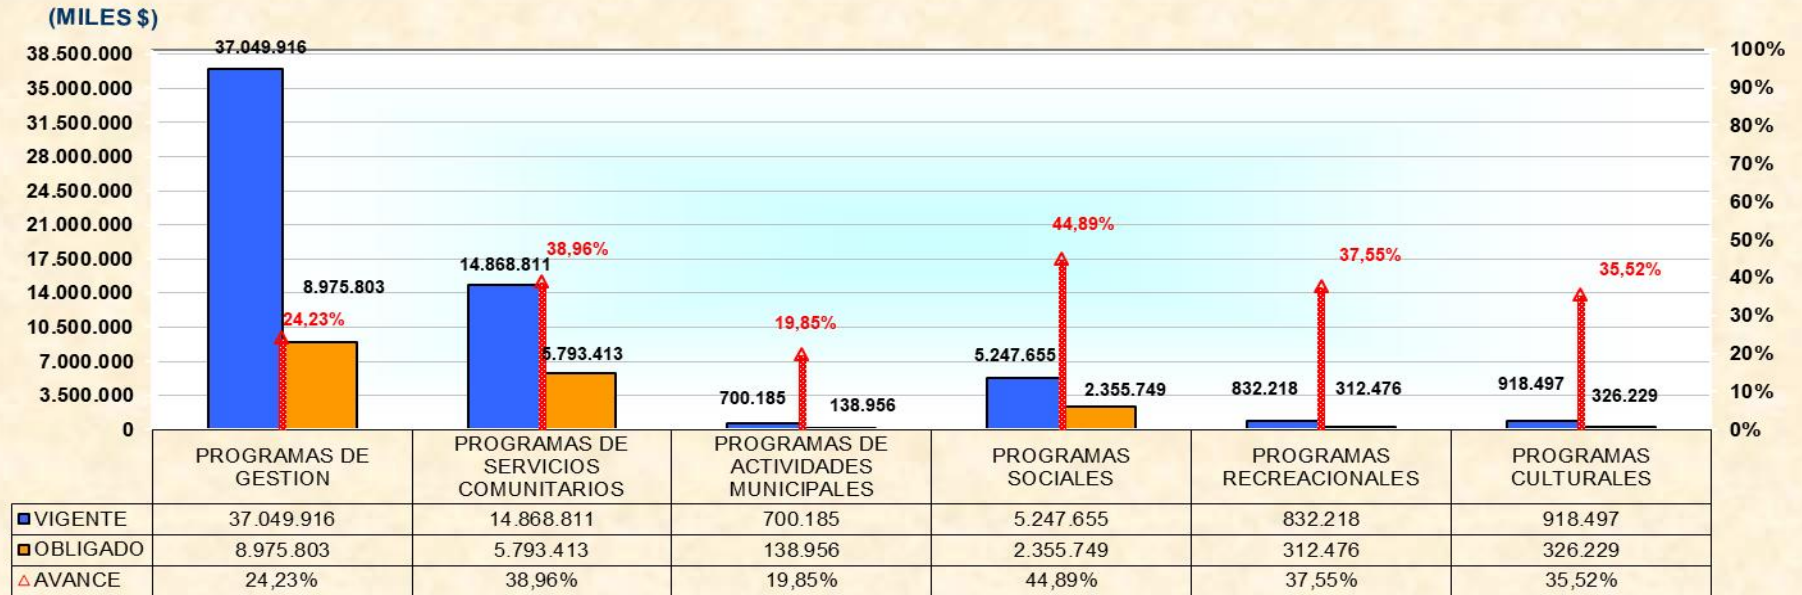 (MILES $)
38.500.000
35.000.000
31.500.000
28.000.000
24.500.000
21.000.000
17.500.000
14.000.000
10.500.000
7.000.000
3.500.000
0
100%
90%
80%
70%
60%
50%
40%
30%
20%
10%
0%
37.049.916
8.975.803
24,23%
14.868.811
38,96%
5.793.413
700.185
19,85%
138.956
5.247.655
44,89%
2.355.749
832.218
37,55%
312.476
918.497
35,52%
326.229
PROGRAMAS DE
GESTION
PROGRAMAS DE
SERVICIOS
COMUNITARIOS
PROGRAMAS DE
ACTIVIDADES
MUNICIPALES
PROGRAMAS
SOCIALES
PROGRAMAS
RECREACIONALES
PROGRAMAS
CULTURALES
VIGENTE 37.049.916 14.868.811 700.185 5.247.655 832.218 918.497
OBLIGADO 8.975.803 5.793.413 138.956 2.355.749 312.476 326.229
AVANCE 24,23% 38,96% 19,85% 44,89% 37,55% 35,52%